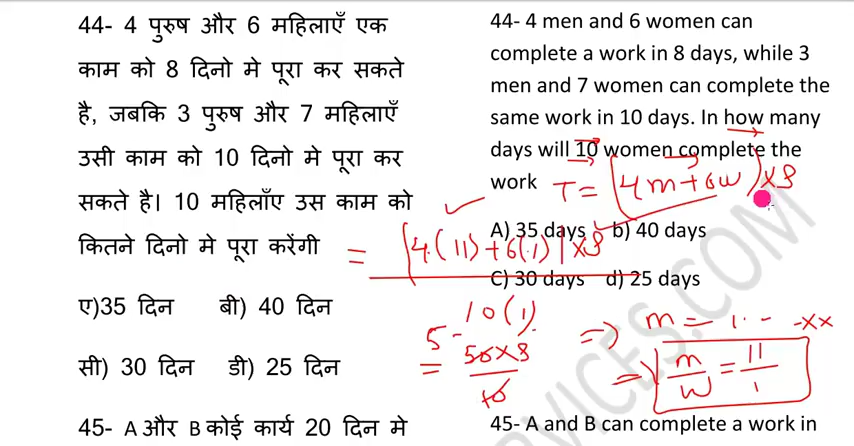 44- 4 पुरुष और 6 महिलाएँ एक
काम को 8 दिनो मे पूरा कर सकते
है, जबकि 3 पुरुष और 7 महिलाएँ
उसी काम को 10 दिनो मे पूरा कर
सकते है। 10 महिलाँए उस काम को
कितने दिनो मे पूरा करेंगी
ए)35 दिन बी) 40 दिन
सी) 30 दिन डी) 25 दिन
45- A और B कोई कार्य 20 दिन मे
44- 4 men and 6 women can
complete a work in 8 days, while 3
men and 7 women can complete the
same work in 10 days. In how many
days will 10 women complete the
work
T = (4m+6w) ×8
A) 35 days b) 40 days
= (4(11)+6(1)) ×8
10(1)
C) 30 days d) 25 days
5
= 50×8
10
⇒ m = 11
⇒ m/w = 11/1
45- A and B can complete a work in
RVICES.COM